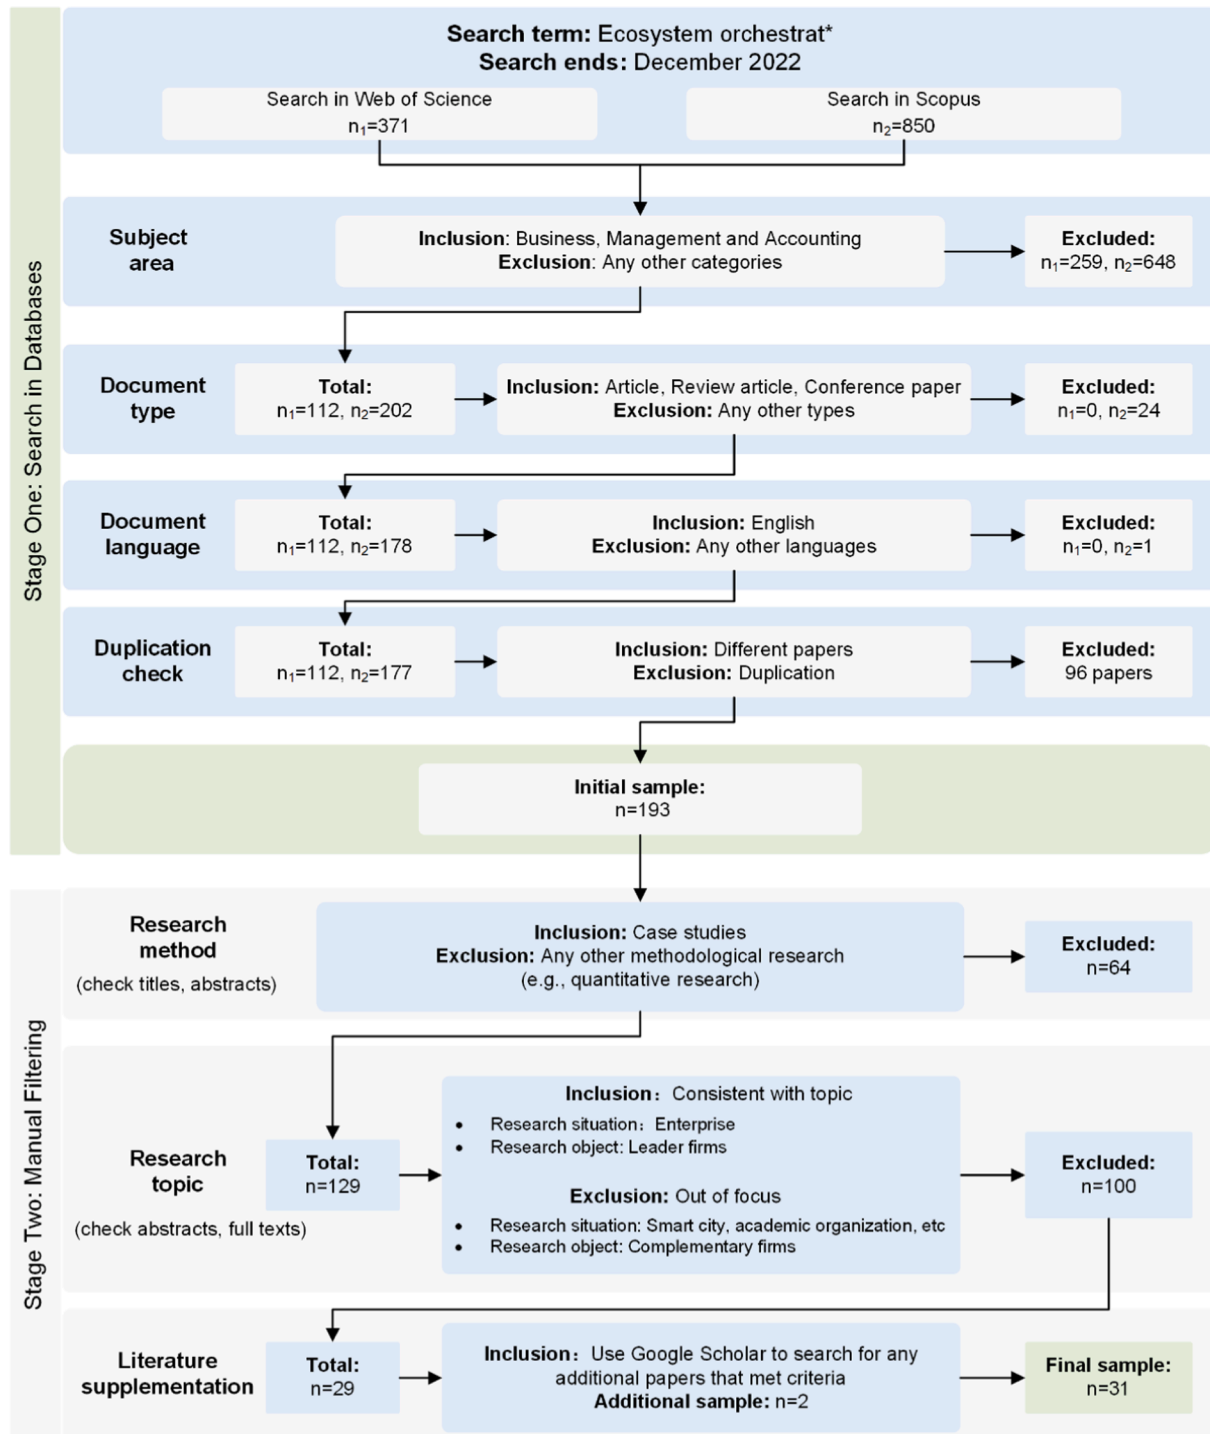 Stage One: Search in Databases
Search term: Ecosystem orchestrat*
Search ends: December 2022
Search in Web of Science
n₁=371
Search in Scopus
n₂=850
Subject
area
Inclusion: Business, Management and Accounting
Exclusion: Any other categories
Excluded:
n₁=259, n₂=648
Document
type
Total:
n₁=112, n₂=202
Inclusion: Article, Review article, Conference paper
Exclusion: Any other types
Excluded:
n₁=0, n₂=24
Document
language
Total:
n₁=112, n₂=178
Inclusion: English
Exclusion: Any other languages
Excluded:
n₁=0, n₂=1
Duplication
check
Total:
n₁=112, n₂=177
Inclusion: Different papers
Exclusion: Duplication
Excluded:
96 papers
Initial sample:
n=193
Stage Two: Manual Filtering
Research
method
(check titles, abstracts)
Inclusion: Case studies
Exclusion: Any other methodological research
(e.g., quantitative research)
Excluded:
n=64
Research
topic
(check abstracts, full texts)
Total:
n=129
Inclusion：Consistent with topic
• Research situation：Enterprise
• Research object: Leader firms
Exclusion: Out of focus
• Research situation: Smart city, academic organization, etc
• Research object: Complementary firms
Excluded:
n=100
Literature
supplementation
Total:
n=29
Inclusion：Use Google Scholar to search for any
additional papers that met criteria
Additional sample: n=2
Final sample:
n=31